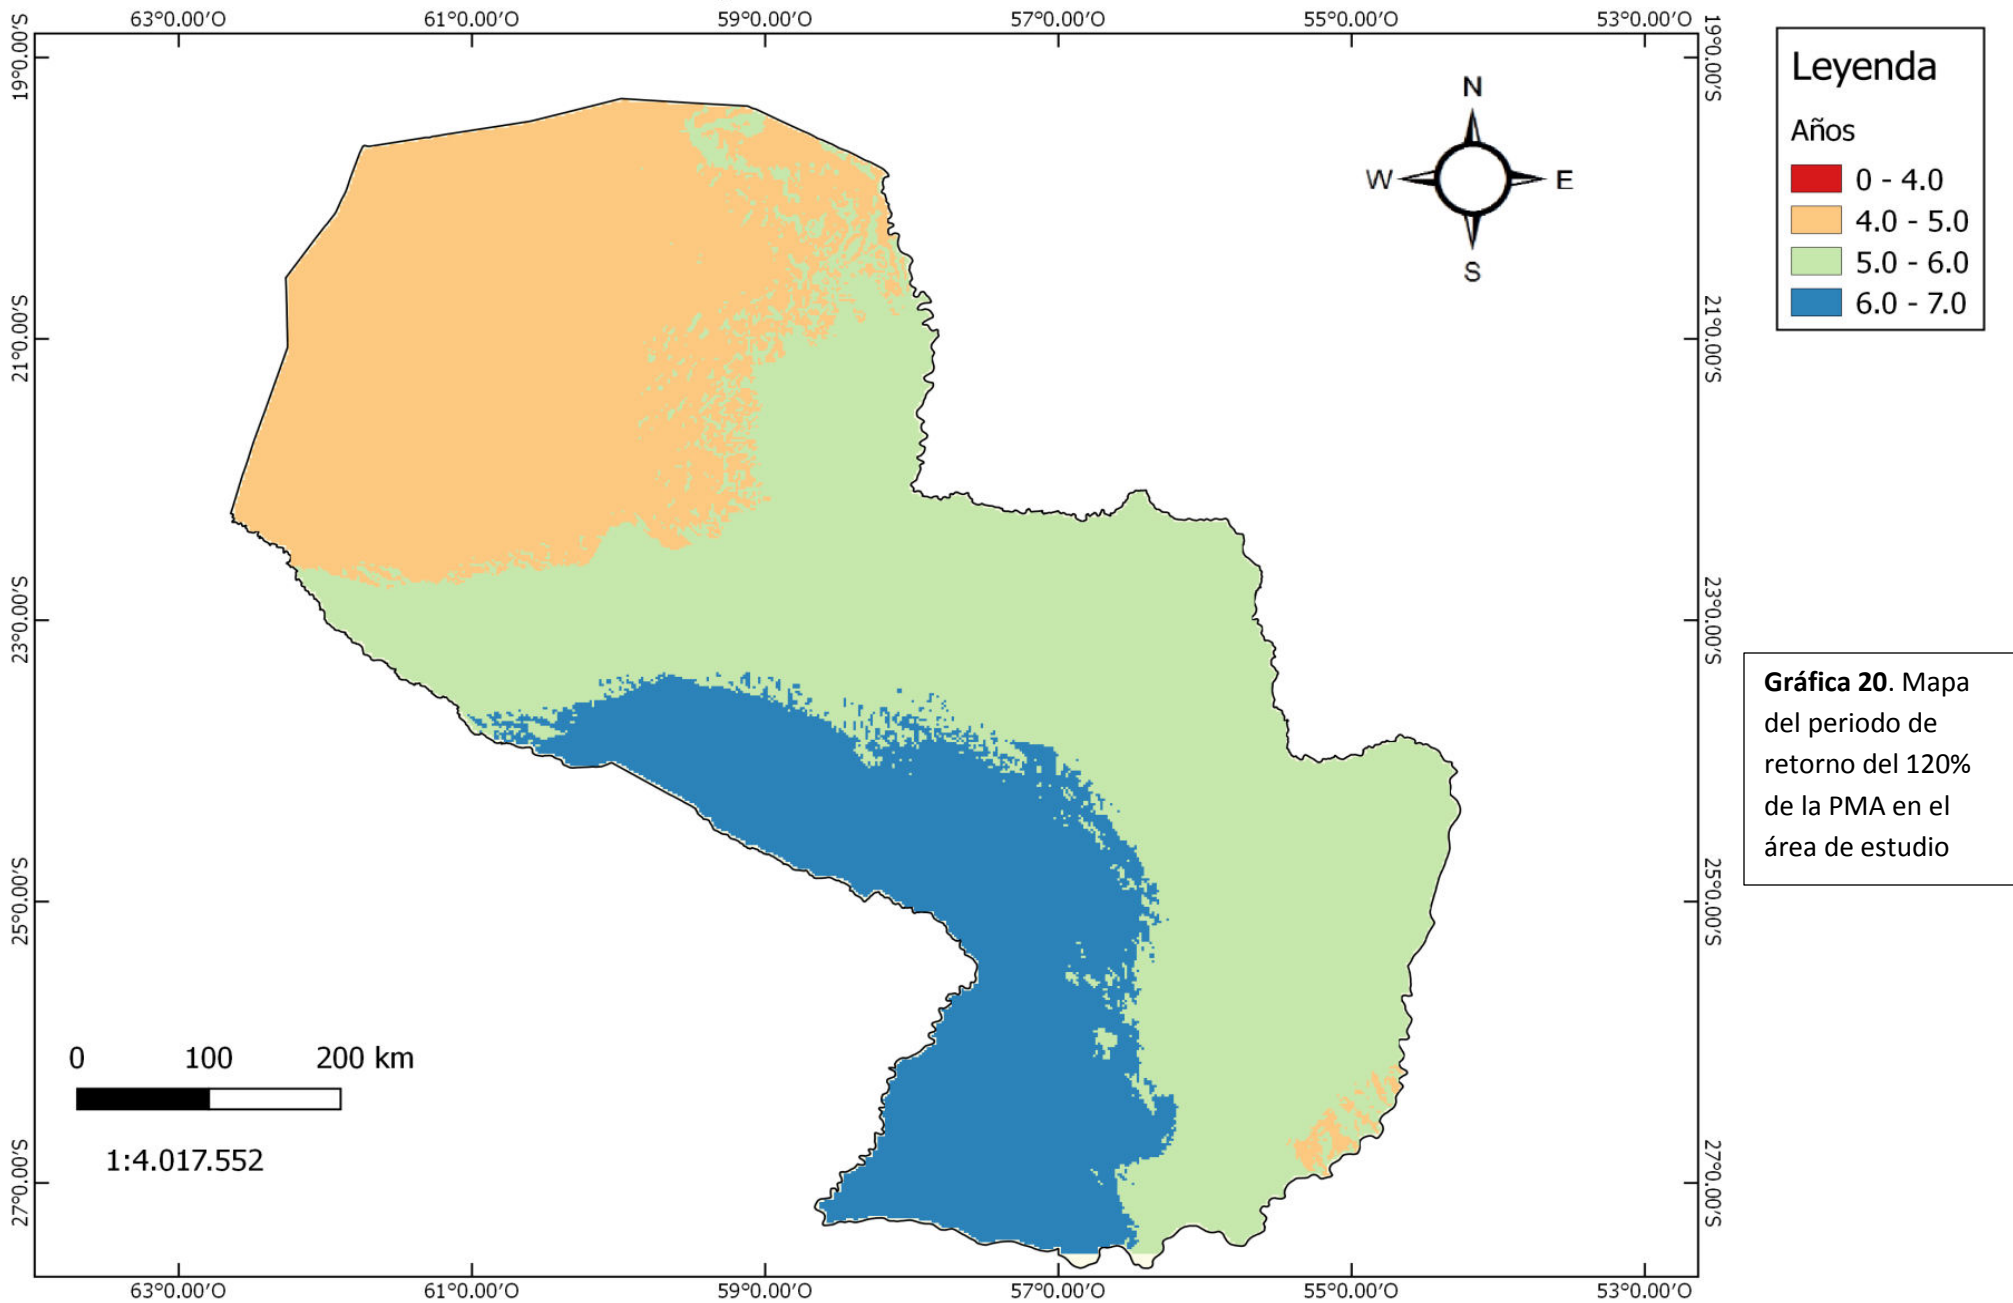 63°0.00'O 61°0.00'O 59°0.00'O 57°0.00'O 55°0.00'O 53°0.00'O
19°0.00'S
21°0.00'S
23°0.00'S
25°0.00'S
27°0.00'S
N
W E
S
0 100 200 km
1:4.017.552
19°0.00'S
21°0.00'S
23°0.00'S
25°0.00'S
27°0.00'S
63°0.00'O 61°0.00'O 59°0.00'O 57°0.00'O 55°0.00'O 53°0.00'O
Leyenda
Años
0 - 4.0
4.0 - 5.0
5.0 - 6.0
6.0 - 7.0
Gráfica 20. Mapa
del periodo de
retorno del 120%
de la PMA en el
área de estudio